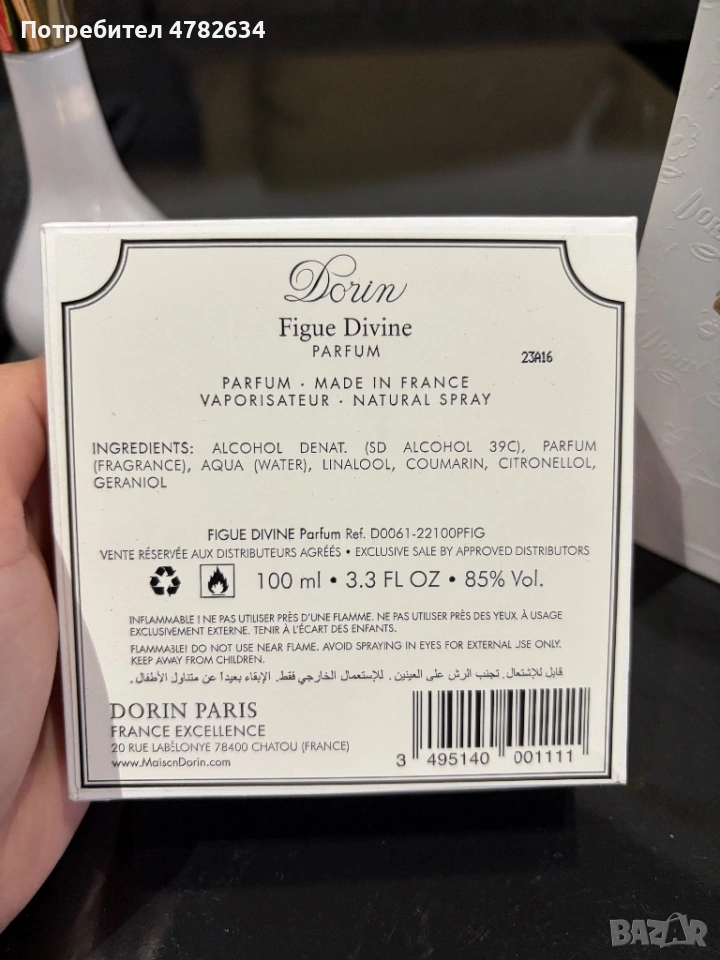 Потребител 4782634
Dorin
Figue Divine
PARFUM
23A16
PARFUM · MADE IN FRANCE
VAPORISATEUR · NATURAL SPRAY
INGREDIENTS: ALCOHOL DENAT. (SD ALCOHOL 39C), PARFUM
(FRAGRANCE), AQUA (WATER), LINALOOL, COUMARIN, CITRONELLOL,
GERANIOL
FIGUE DIVINE Parfum Ref. D0061-22100PFIG
VENTE RÉSERVÉE AUX DISTRIBUTEURS AGRÉÉS • EXCLUSIVE SALE BY APPROVED DISTRIBUTORS
100 ml • 3.3 FL OZ • 85% Vol.
INFLAMMABLE ! NE PAS UTILISER PRÈS D'UNE FLAMME. NE PAS UTILISER PRÈS DES YEUX. À USAGE
EXCLUSIVEMENT EXTERNE. TENIR À L'ÉCART DES ENFANTS.
FLAMMABLE! DO NOT USE NEAR FLAME. AVOID SPRAYING IN EYES FOR EXTERNAL USE ONLY.
KEEP AWAY FROM CHILDREN.
قابل للإشتعال. تجنب الرش على العينين. للإستعمال الخارجي فقط. الإبقاء بعيداً عن متناول الأطفال.
DORIN PARIS
FRANCE EXCELLENCE
20 RUE LABÉLONYE 78400 CHATOU (FRANCE)
www.MaisonDorin.com
3 495140 001111
BAZAR